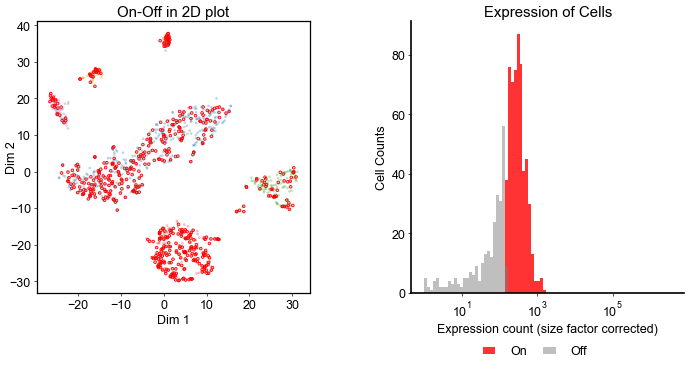 On-Off in 2D plot
40
30
20
10
0
−10
−20
−30
Dim 2
−20 −10 0 10 20 30
Dim 1
Expression of Cells
80
60
40
20
0
Cell Counts
10^1 10^3 10^5
Expression count (size factor corrected)
On Off